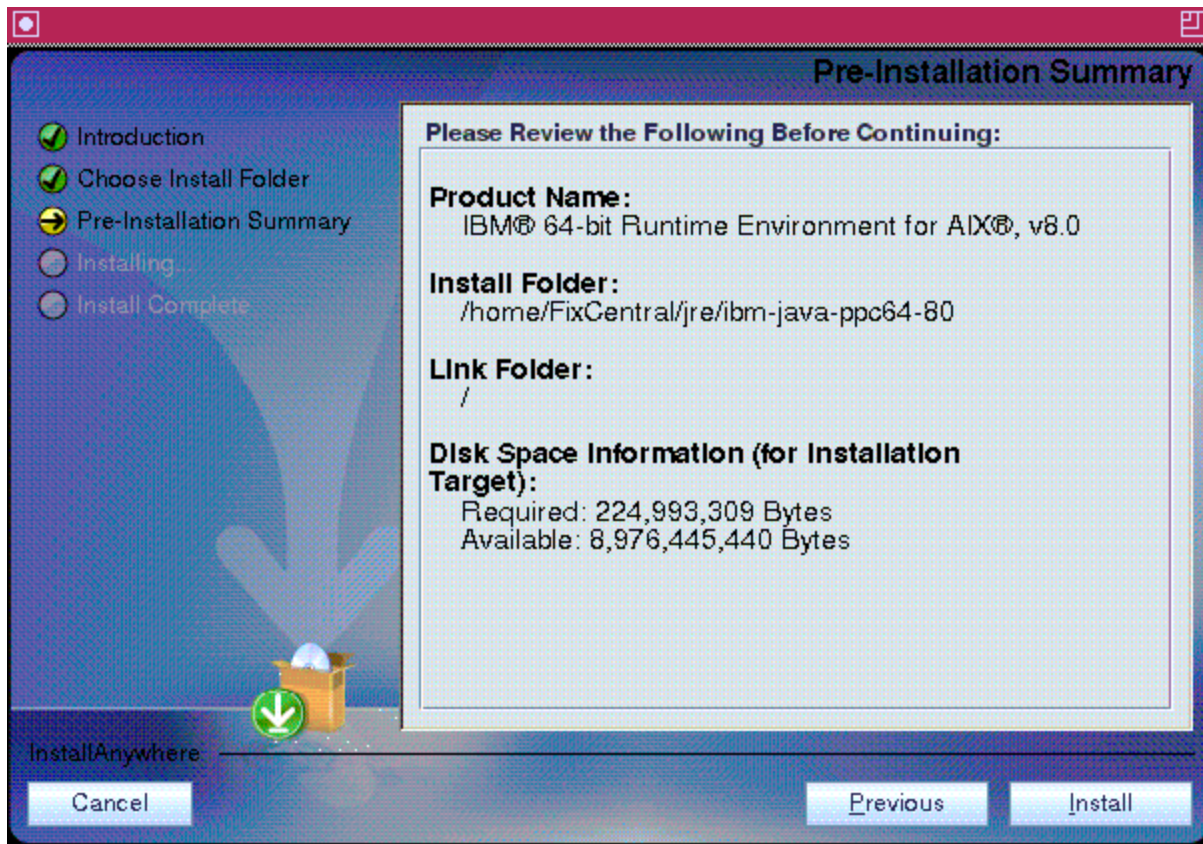 Pre-Installation Summary
Introduction
Choose Install Folder
Pre-Installation Summary
Installing...
Install Complete
Please Review the Following Before Continuing:
Product Name:
IBM® 64-bit Runtime Environment for AIX®, v8.0
Install Folder:
/home/FixCentral/jre/ibm-java-ppc64-80
Link Folder:
/
Disk Space Information (for Installation
Target):
Required: 224,993,309 Bytes
Available: 8,976,445,440 Bytes
InstallAnywhere
Cancel
Previous
Install